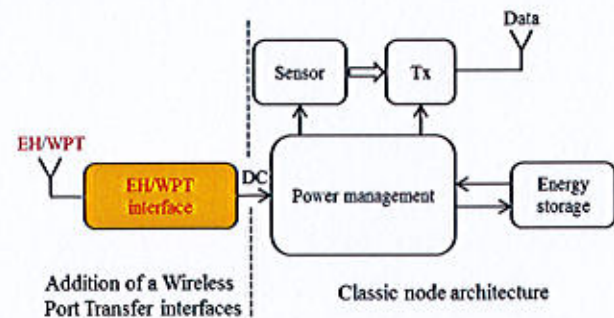 Data
Sensor
Tx
EH/WPT
EH/WPT
interface
DC
Power management
Energy
storage
Addition of a Wireless
Port Transfer interfaces
Classic node architecture